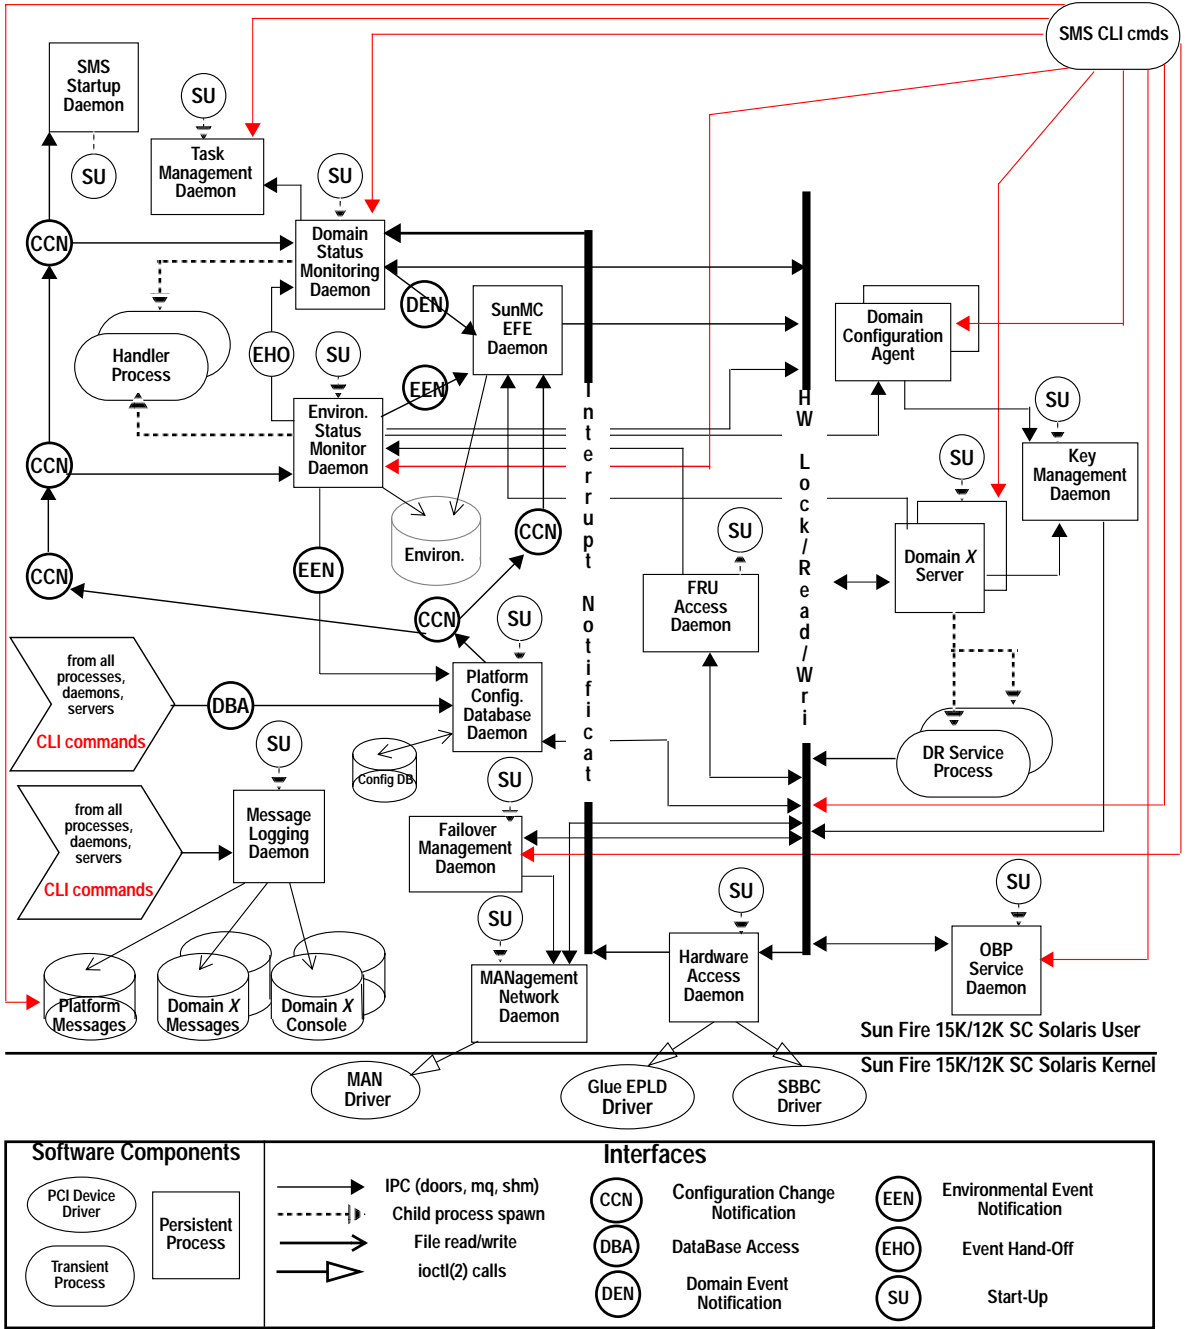 SMS CLI cmds
SMS
Startup
Daemon
SU
SU
Task
Management
Daemon
SU
CCN
Domain
Status
Monitoring
Daemon
DEN
SunMC
EFE
Daemon
Domain
Configuration
Agent
Handler
Process
EHO
SU
EEN
SU
CCN
Environ.
Status
Monitor
Daemon
Interrupt Notificat
HW Lock/Read/Wri
SU
Key
Management
Daemon
Environ.
CCN
SU
EEN
CCN
FRU
Access
Daemon
Domain X
Server
CCN
SU
from all
processes,
daemons,
servers
CLI commands
DBA
Platform
Config.
Database
Daemon
SU
Config DB
DR Service
Process
SU
from all
processes,
daemons,
servers
CLI commands
Message
Logging
Daemon
Failover
Management
Daemon
SU
SU
SU
Hardware
Access
Daemon
OBP
Service
Daemon
MANagement
Network
Daemon
Platform
Messages
Domain X
Messages
Domain X
Console
Sun Fire 15K/12K SC Solaris User
Sun Fire 15K/12K SC Solaris Kernel
MAN
Driver
Glue EPLD
Driver
SBBC
Driver
Software Components
PCI Device
Driver
Persistent
Process
Transient
Process
Interfaces
IPC (doors, mq, shm)
Child process spawn
File read/write
ioctl(2) calls
CCN
Configuration Change
Notification
DBA
DataBase Access
DEN
Domain Event
Notification
EEN
Environmental Event
Notification
EHO
Event Hand-Off
SU
Start-Up